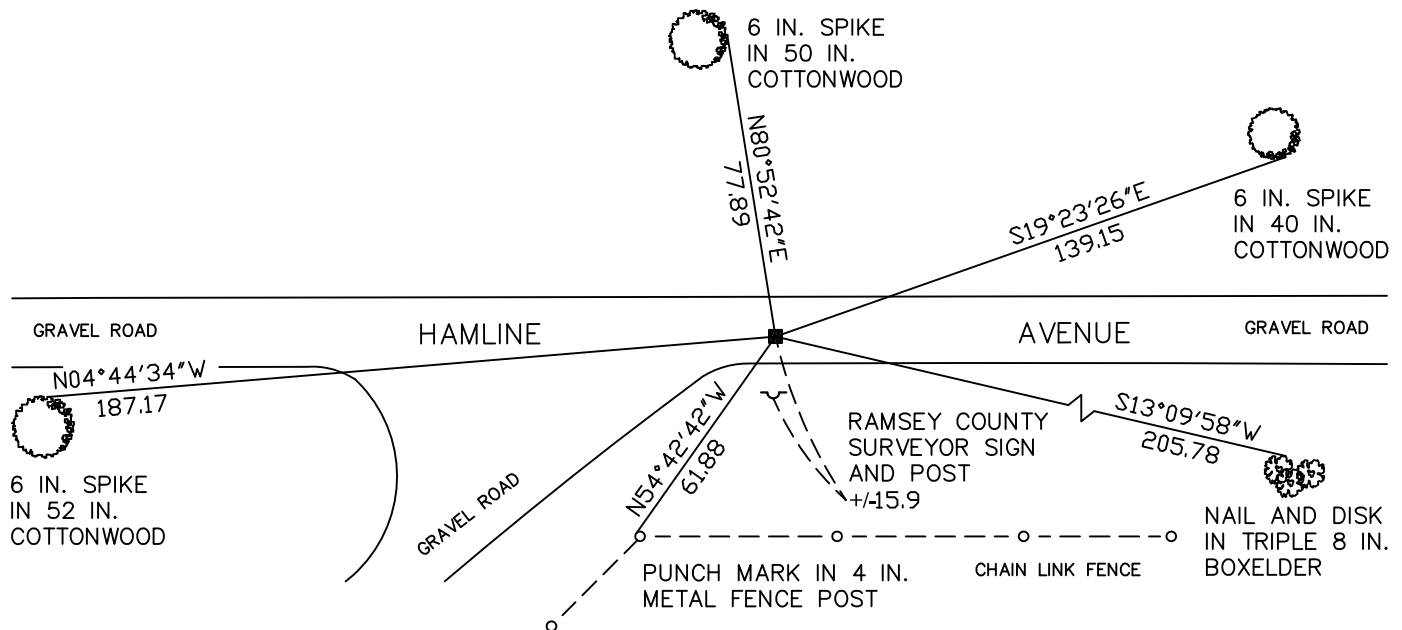 6 IN. SPIKE
IN 50 IN.
COTTONWOOD
N80°52'42"E
77.89
S19°23'26"E
139.15
6 IN. SPIKE
IN 40 IN.
COTTONWOOD
GRAVEL ROAD
HAMLINE
AVENUE
GRAVEL ROAD
N04°44'34"W
187.17
6 IN. SPIKE
IN 52 IN.
COTTONWOOD
GRAVEL ROAD
N54°42'42"W
61.88
RAMSEY COUNTY
SURVEYOR SIGN
AND POST
+/-15.9
S13°09'58"W
205.78
NAIL AND DISK
IN TRIPLE 8 IN.
BOXELDER
PUNCH MARK IN 4 IN.
METAL FENCE POST
CHAIN LINK FENCE